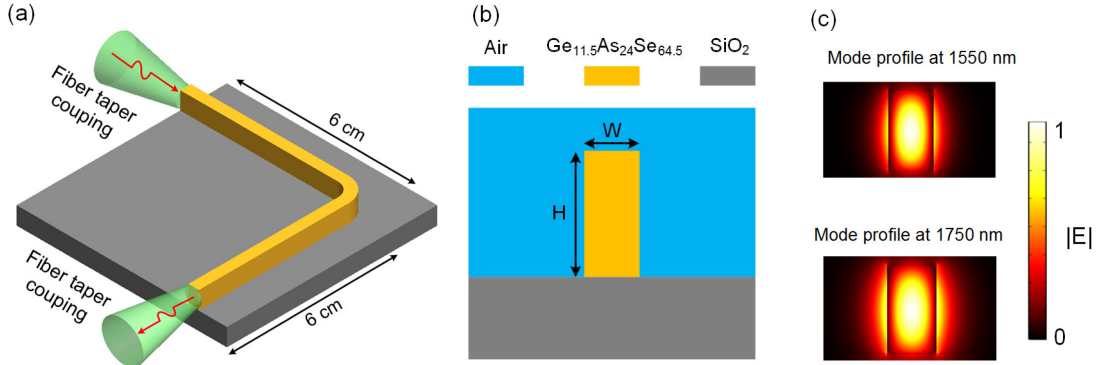 (a)
Fiber taper
couping
6 cm
Fiber taper
couping
6 cm
(b)
Air
Ge11.5As24Se64.5
SiO2
W
H
(c)
Mode profile at 1550 nm
Mode profile at 1750 nm
1
|E|
0